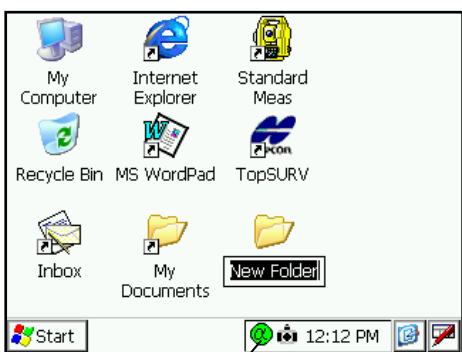 My Computer
Internet Explorer
Standard Meas
Recycle Bin
MS WordPad
TopSURV
Inbox
My Documents
New Folder
Start
12:12 PM